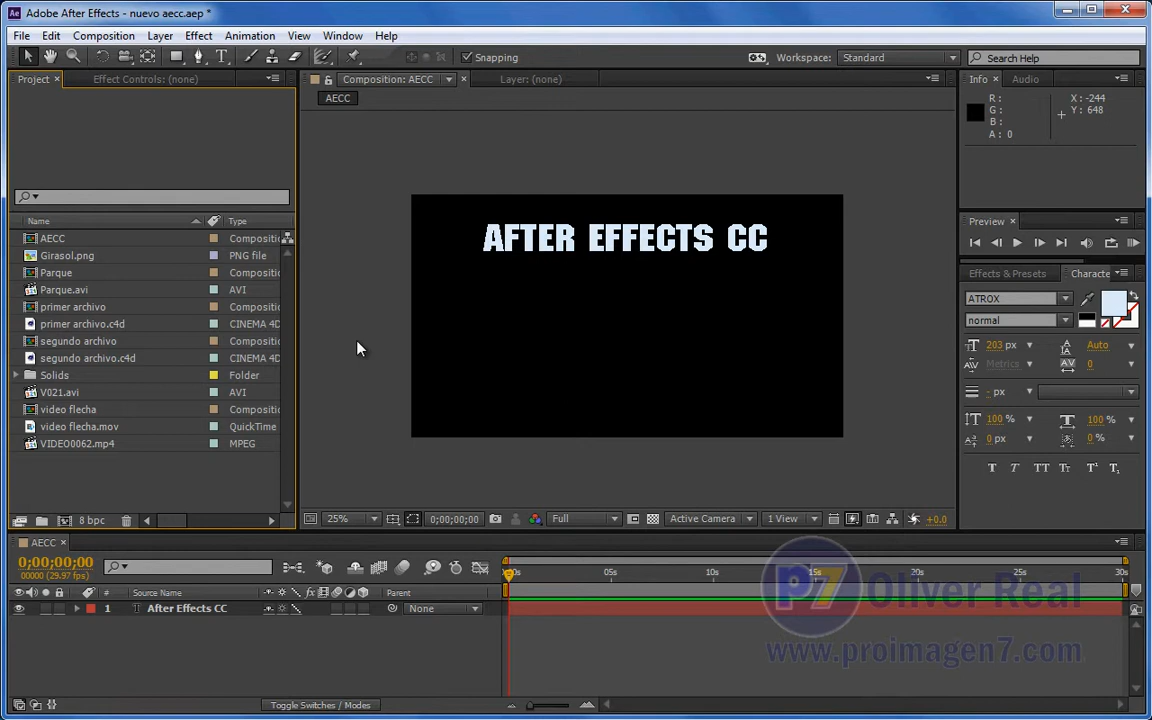 Ae Adobe After Effects - nuevo aecc.aep *
File Edit Composition Layer Effect Animation View Window Help
Snapping Workspace: Standard Search Help
Project Effect Controls: (none) Composition: AECC Layer: (none) Info Audio
AECC
R: X: -244
G: Y: 648
B:
A: 0
AFTER EFFECTS CC
Name Type
AECC Compositi
Girasol.png PNG file
Parque Compositi
Parque.avi AVI
primer archivo Compositi
primer archivo.c4d CINEMA 4D
segundo archivo Compositi
segundo archivo.c4d CINEMA 4D
Solids Folder
V021.avi AVI
video flecha Compositi
video flecha.mov QuickTime
VIDEO0062.mp4 MPEG
Preview
Effects & Presets Characte
ATROX
normal
203 px Auto
Metrics 0
- px
100 % 100 %
0 px 0 %
T T TT Tr T¹ T₁
8 bpc 25% 0;00;00;00 Full Active Camera 1 View +0.0
AECC
0;00;00;00
00000 (29.97 fps)
00s 05s 10s 15s 20s 25s 30s
# Source Name fx Parent
1 T After Effects CC None
Toggle Switches / Modes
P7 Oliver Real
www.proimagen7.com